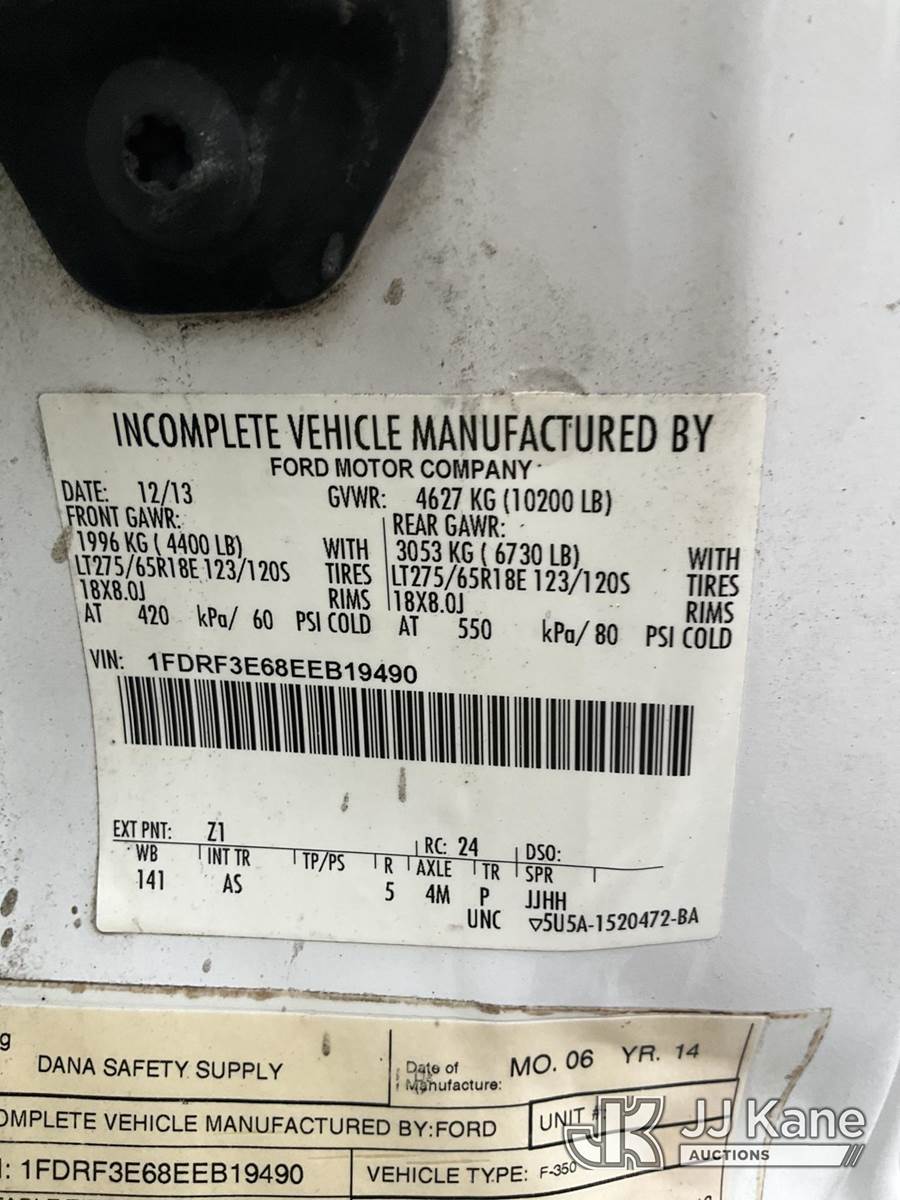 INCOMPLETE VEHICLE MANUFACTURED BY
FORD MOTOR COMPANY
DATE: 12/13 GVWR: 4627 KG (10200 LB)
FRONT GAWR: REAR GAWR:
1996 KG ( 4400 LB) WITH 3053 KG ( 6730 LB) WITH
LT275/65R18E 123/120S TIRES LT275/65R18E 123/120S TIRES
18X8.0J RIMS 18X8.0J RIMS
AT 420 kPa/ 60 PSI COLD AT 550 kPa/ 80 PSI COLD
VIN: 1FDRF3E68EEB19490
EXT PNT: Z1 RC: 24 DSO:
WB INT TR TP/PS R AXLE TR SPR
141 AS 5 4M P JJHH
UNC ▽5U5A-1520472-BA
DANA SAFETY SUPPLY Date of Manufacture: MO. 06 YR. 14
OMPLETE VEHICLE MANUFACTURED BY:FORD UNIT #
: 1FDRF3E68EEB19490 VEHICLE TYPE: F-350
JK JJ Kane
AUCTIONS